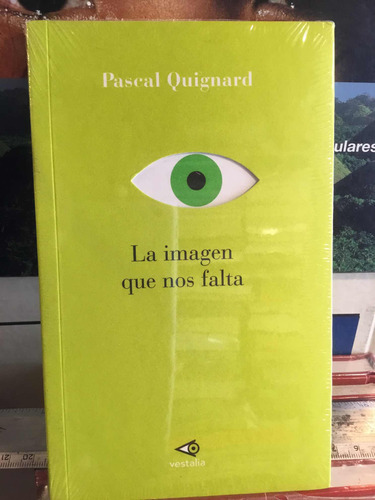 Pascal Quignard
ulares
La imagen
que nos falta
vestalia